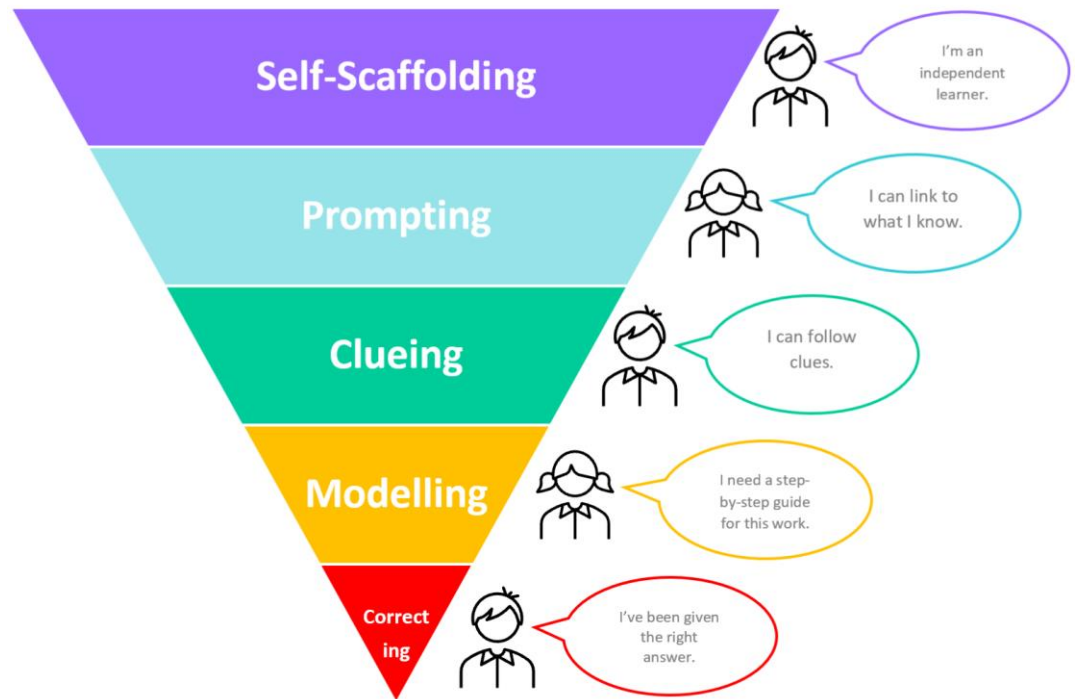 Self-Scaffolding
I'm an
independent
learner.
Prompting
I can link to
what I know.
Clueing
I can follow
clues.
Modelling
I need a step-
by-step guide
for this work.
Correct
ing
I've been given
the right
answer.